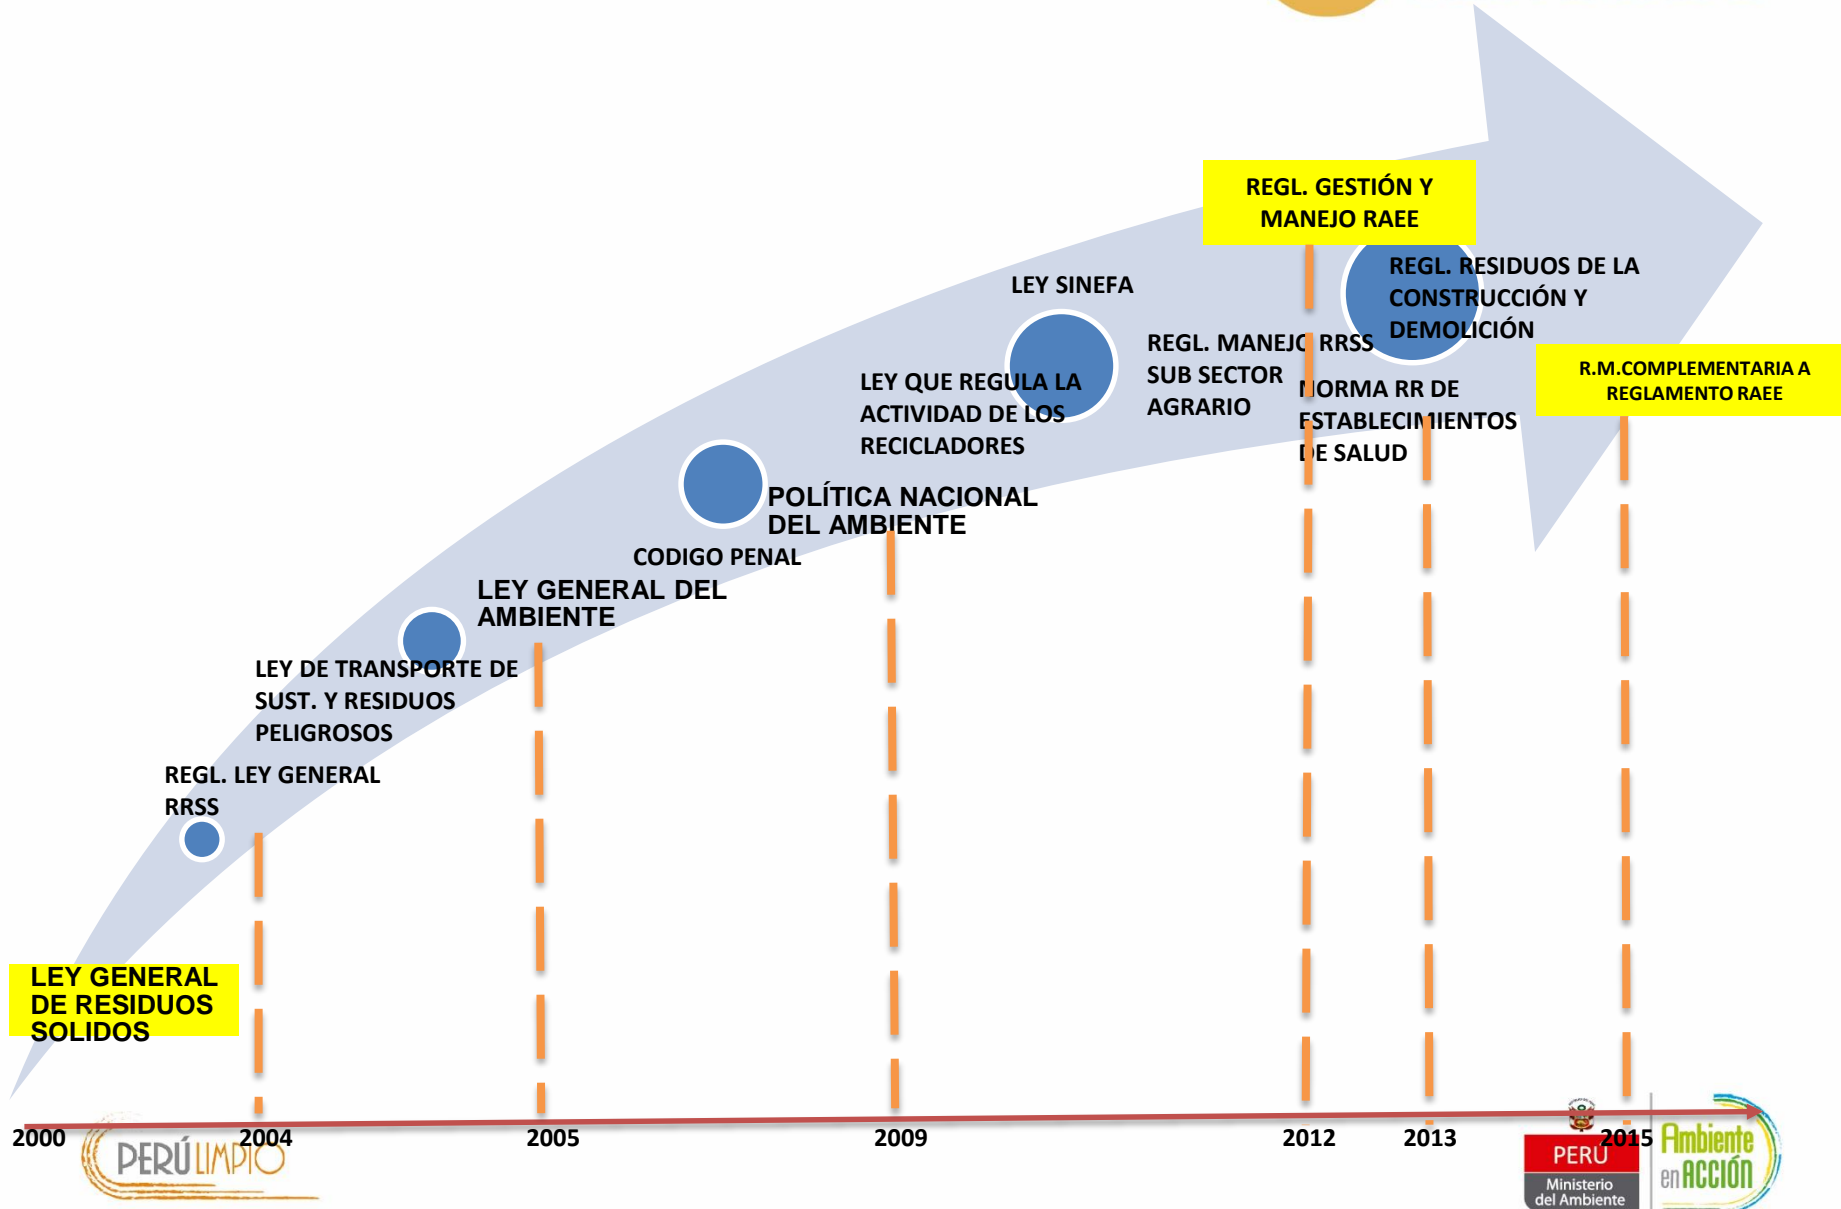 REGL. GESTIÓN Y
MANEJO RAEE
REGL. RESIDUOS DE LA
CONSTRUCCIÓN Y
DEMOLICIÓN
LEY SINEFA
REGL. MANEJO RRSS
SUB SECTOR
AGRARIO
R.M.COMPLEMENTARIA A
REGLAMENTO RAEE
NORMA RR DE
ESTABLECIMIENTOS
DE SALUD
LEY QUE REGULA LA
ACTIVIDAD DE LOS
RECICLADORES
POLÍTICA NACIONAL
DEL AMBIENTE
CODIGO PENAL
LEY GENERAL DEL
AMBIENTE
LEY DE TRANSPORTE DE
SUST. Y RESIDUOS
PELIGROSOS
REGL. LEY GENERAL
RRSS
LEY GENERAL
DE RESIDUOS
SOLIDOS
2000
2004
2005
2009
2012
2013
2015
PERÚ LIMPIO
PERÚ
Ministerio
del Ambiente
Ambiente
en ACCIÓN